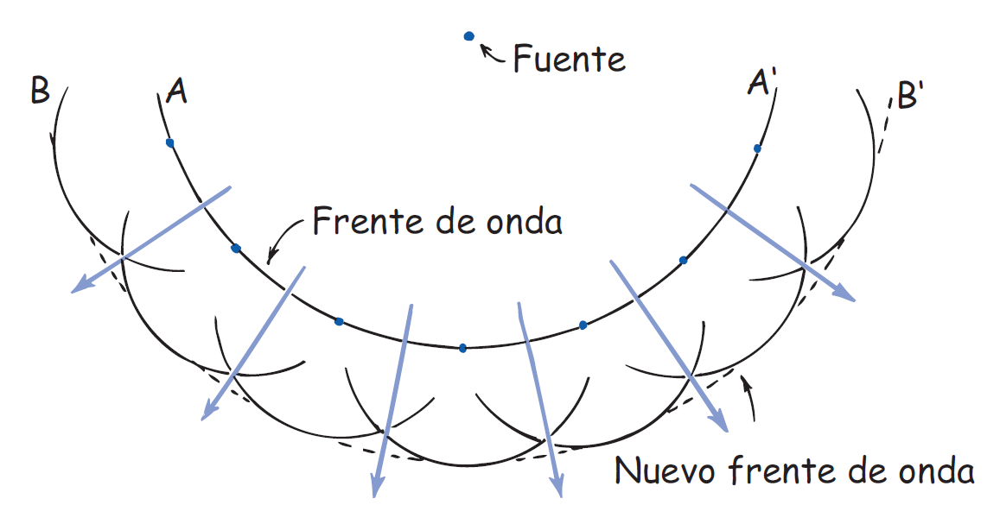 Fuente
B
A
A'
B'
Frente de onda
Nuevo frente de onda